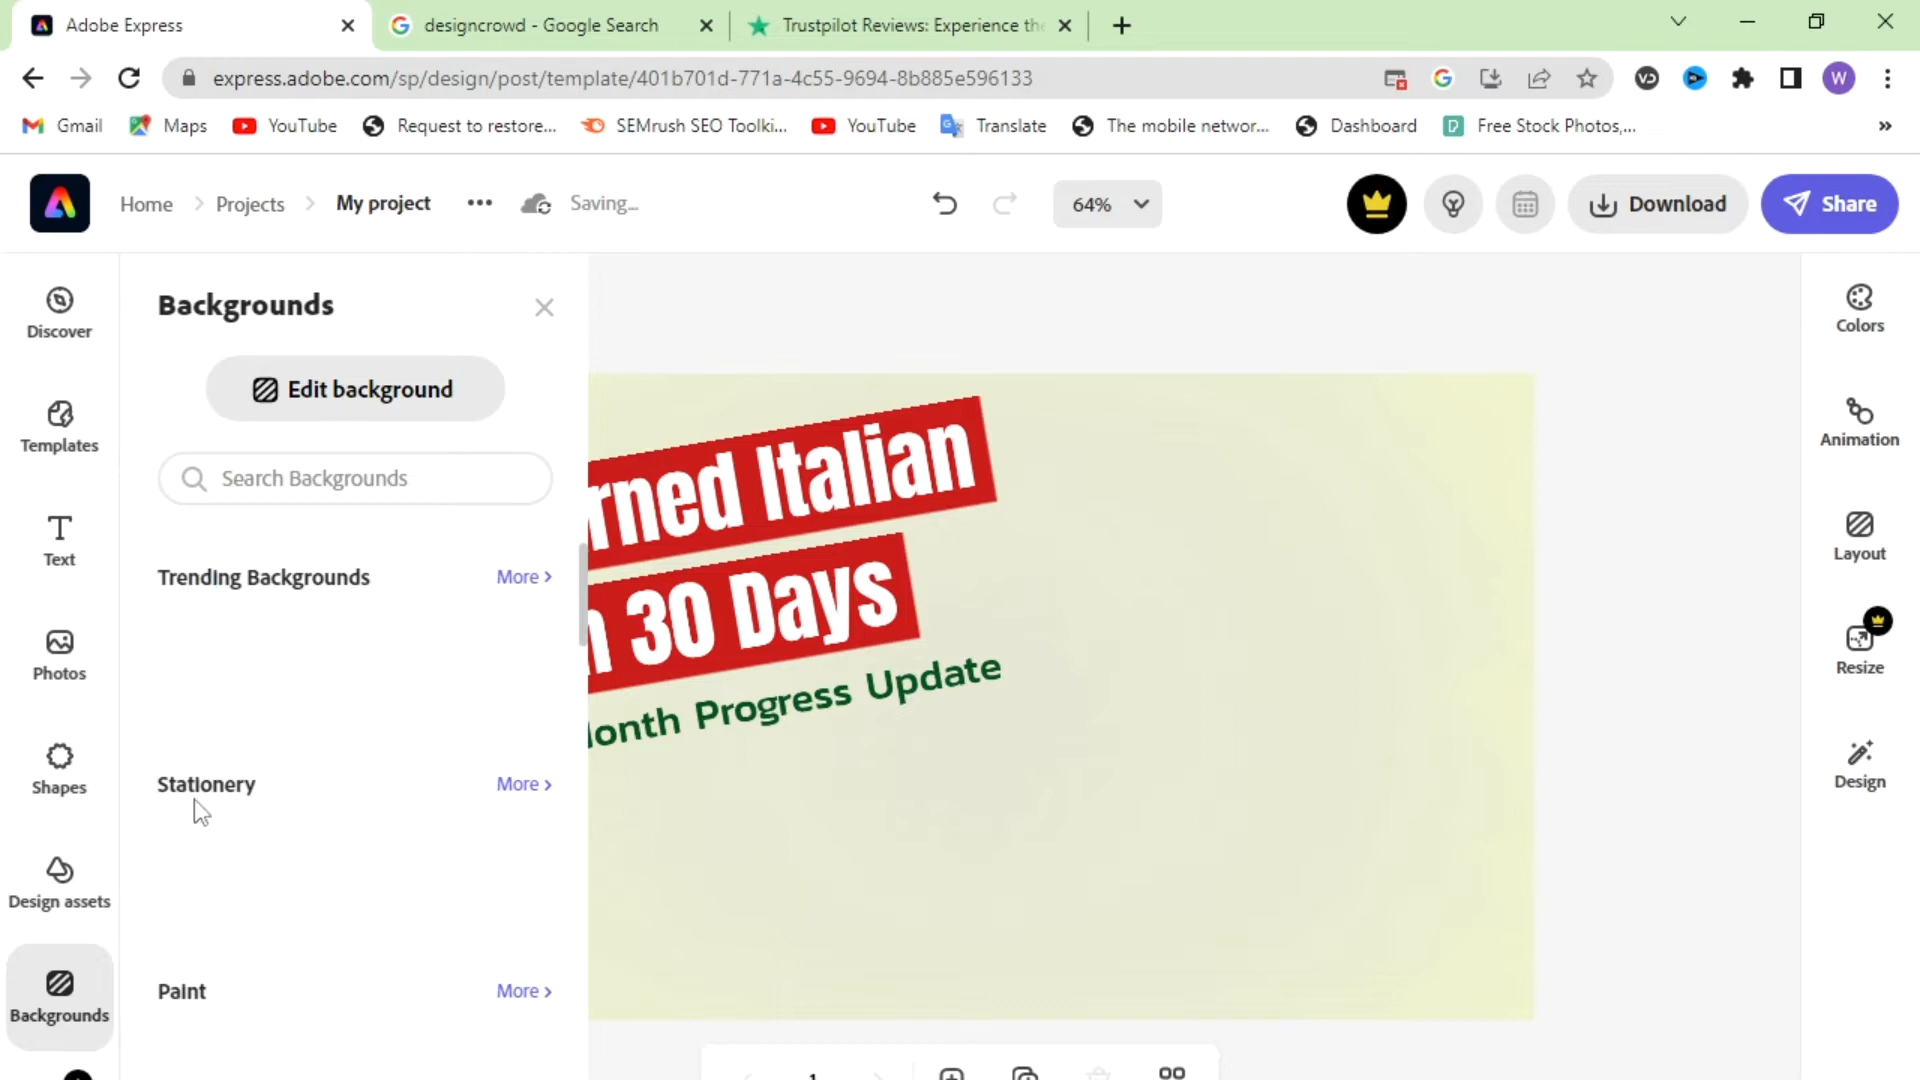 Adobe Express
designcrowd - Google Search
Trustpilot Reviews: Experience the
express.adobe.com/sp/design/post/template/401b701d-771a-4c55-9694-8b885e596133
W
Gmail
Maps
YouTube
Request to restore...
SEMrush SEO Toolki...
YouTube
Translate
The mobile networ...
Dashboard
Free Stock Photos,...
Home
Projects
My project
Saving...
64%
Download
Share
Discover
Templates
Text
Photos
Shapes
Design assets
Backgrounds
Backgrounds
Edit background
Search Backgrounds
Trending Backgrounds
More >
Stationery
More >
Paint
More >
rned Italian
30 Days
onth Progress Update
1
Colors
Animation
Layout
Resize
Design